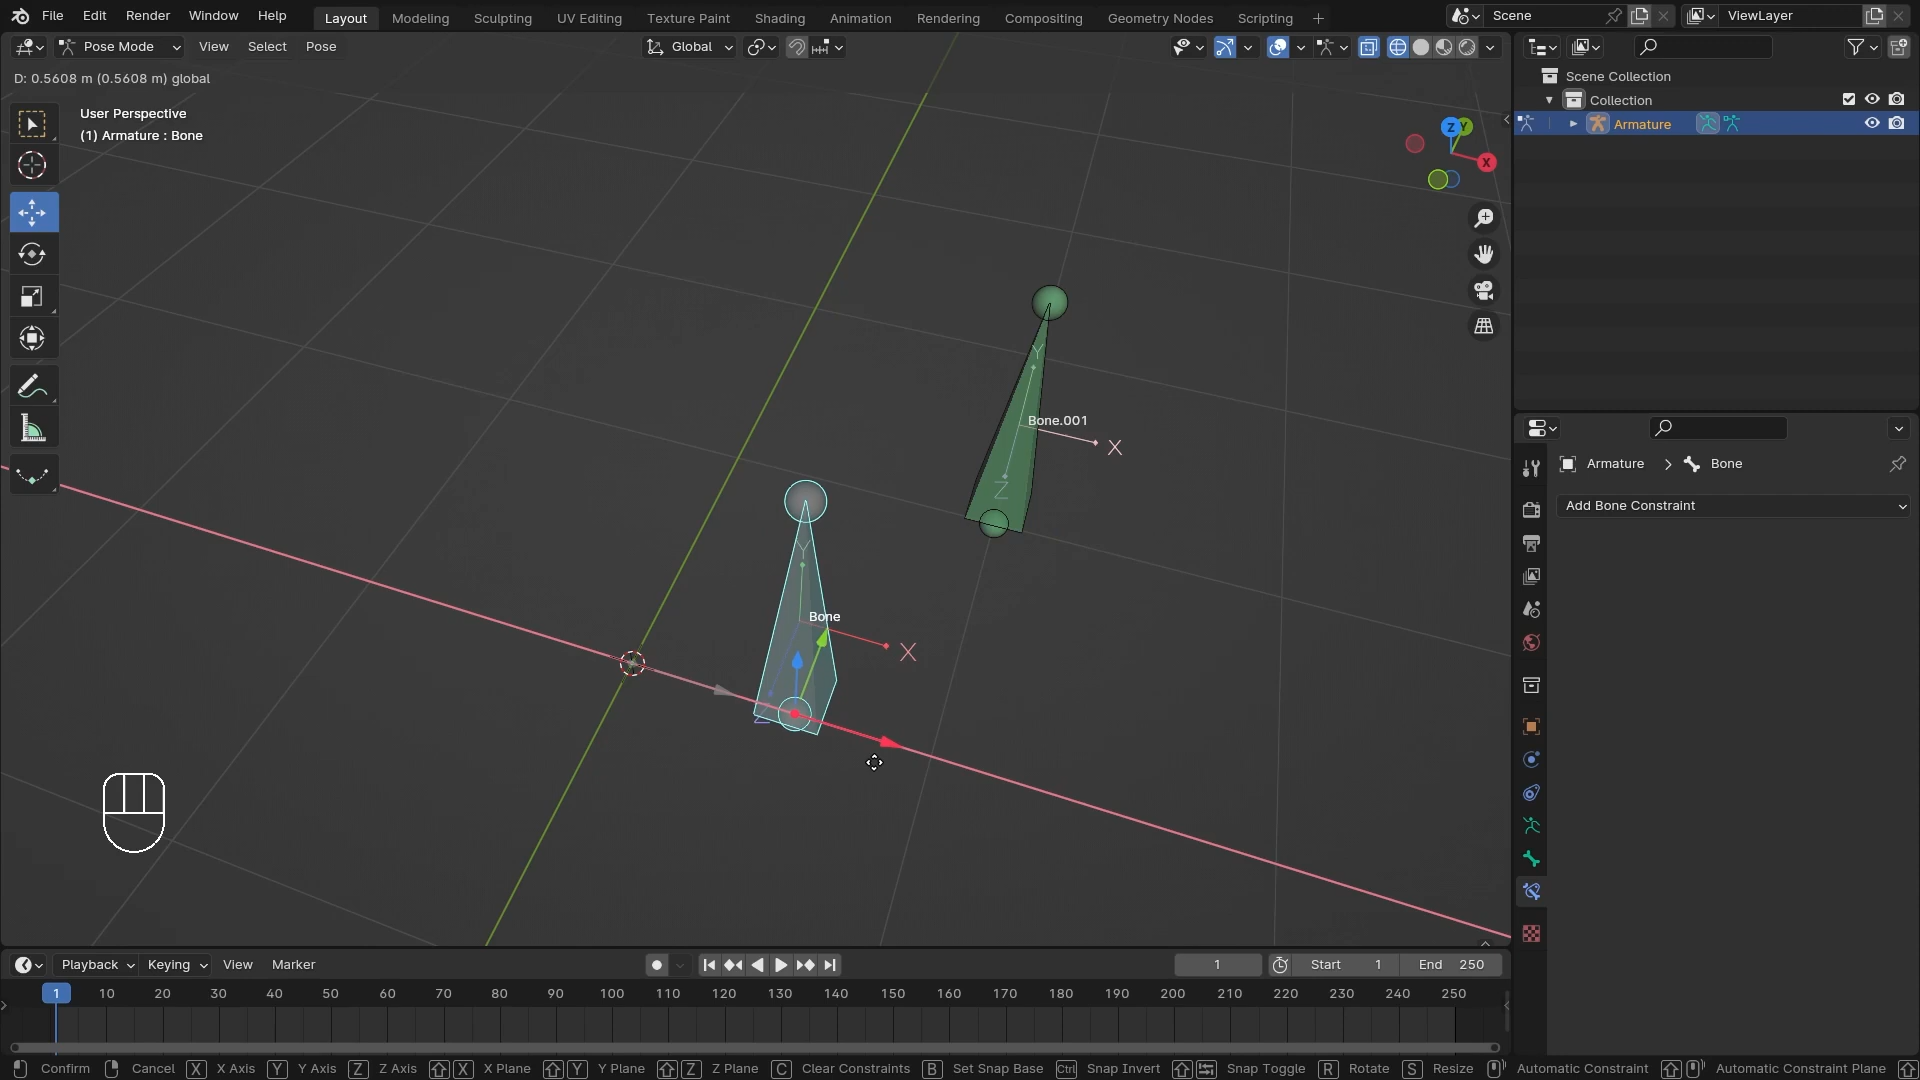 File Edit Render Window Help Layout Modeling Sculpting UV Editing Texture Paint Shading Animation Rendering Compositing Geometry Nodes Scripting + Scene ViewLayer
Pose Mode View Select Pose Global
D: 0.5608 m (0.5608 m) global
Scene Collection
Collection
Armature
User Perspective
(1) Armature : Bone
Z Y
X
Y
Bone.001
X
Z
Y
Bone
X
Z
Armature > Bone
Add Bone Constraint
Playback Keying View Marker 1 Start 1 End 250
1 10 20 30 40 50 60 70 80 90 100 110 120 130 140 150 160 170 180 190 200 210 220 230 240 250
Confirm Cancel X X Axis Y Y Axis Z Z Axis X X Plane Y Y Plane Z Z Plane C Clear Constraints B Set Snap Base Ctrl Snap Invert Snap Toggle R Rotate S Resize Automatic Constraint Automatic Constraint Plane